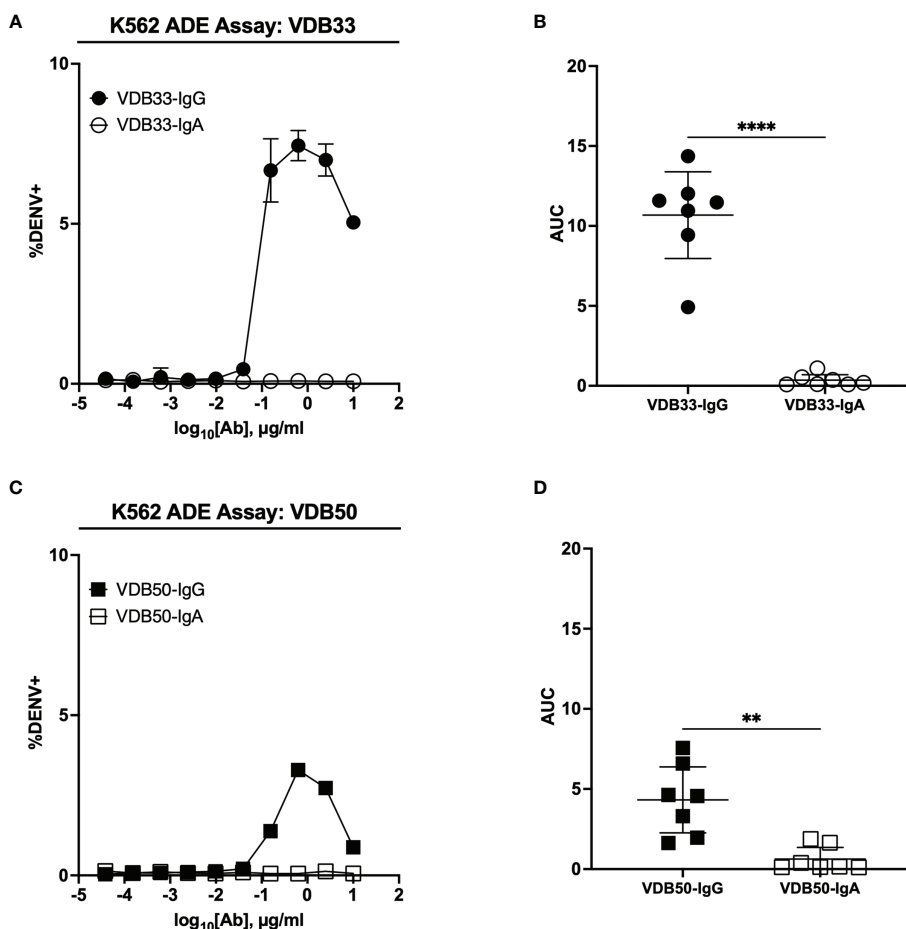 A
K562 ADE Assay: VDB33
10
5
0
%DENV+
VDB33-IgG
VDB33-IgA
-5 -4 -3 -2 -1 0 1 2
log10[Ab], µg/ml
B
20
15
10
5
0
AUC
****
VDB33-IgG VDB33-IgA
C
K562 ADE Assay: VDB50
10
5
0
%DENV+
VDB50-IgG
VDB50-IgA
-5 -4 -3 -2 -1 0 1 2
log10[Ab], µg/ml
D
20
15
10
5
0
AUC
**
VDB50-IgG VDB50-IgA